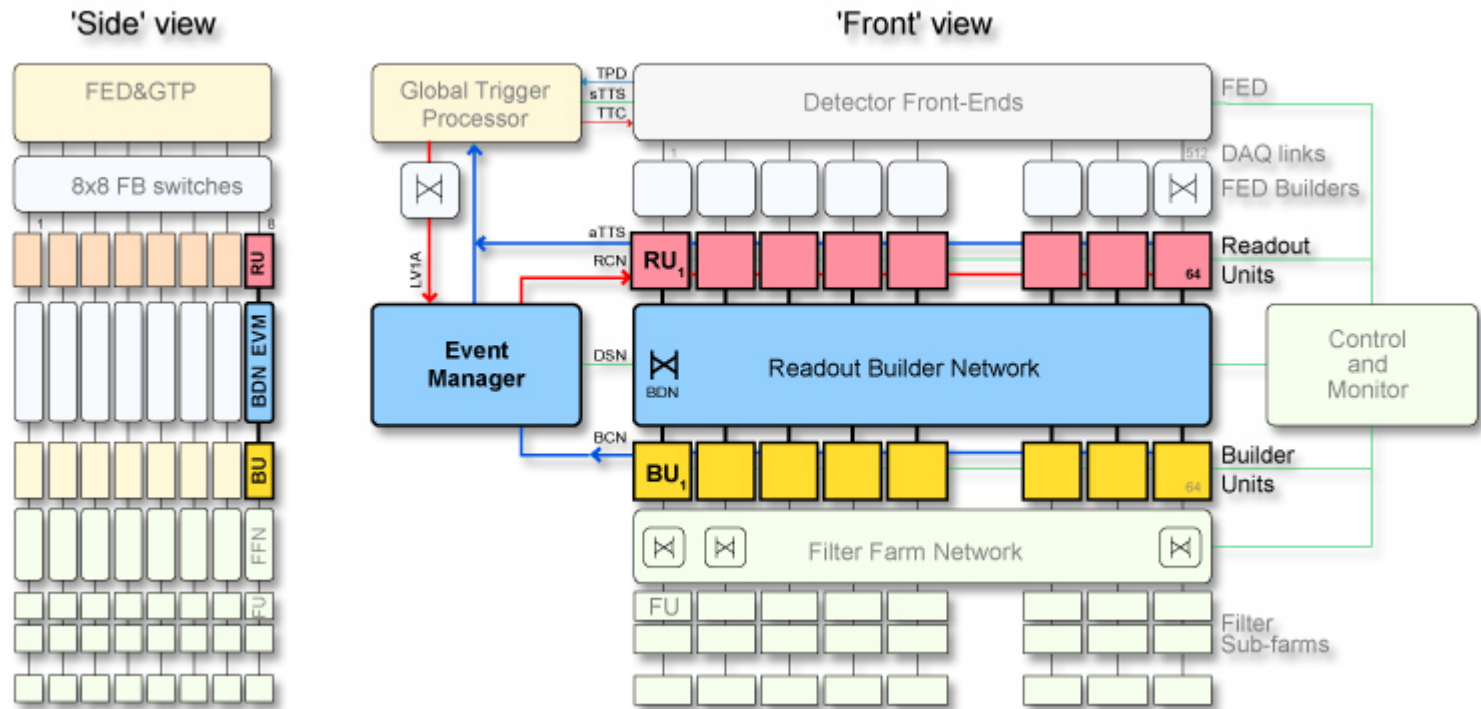 'Side' view
FED&GTP
8x8 FB switches
1
8
RU
BDN EVM
BU
FFN
FU
'Front' view
Global Trigger
Processor
TPD
sTTS
TTC
Detector Front-Ends
FED
1
512
DAQ links
FED Builders
LV1A
aTTS
RCN
RU1
64
Readout
Units
Event
Manager
DSN
BDN
Readout Builder Network
Control
and
Monitor
BCN
BU1
64
Builder
Units
Filter Farm Network
FU
Filter
Sub-farms